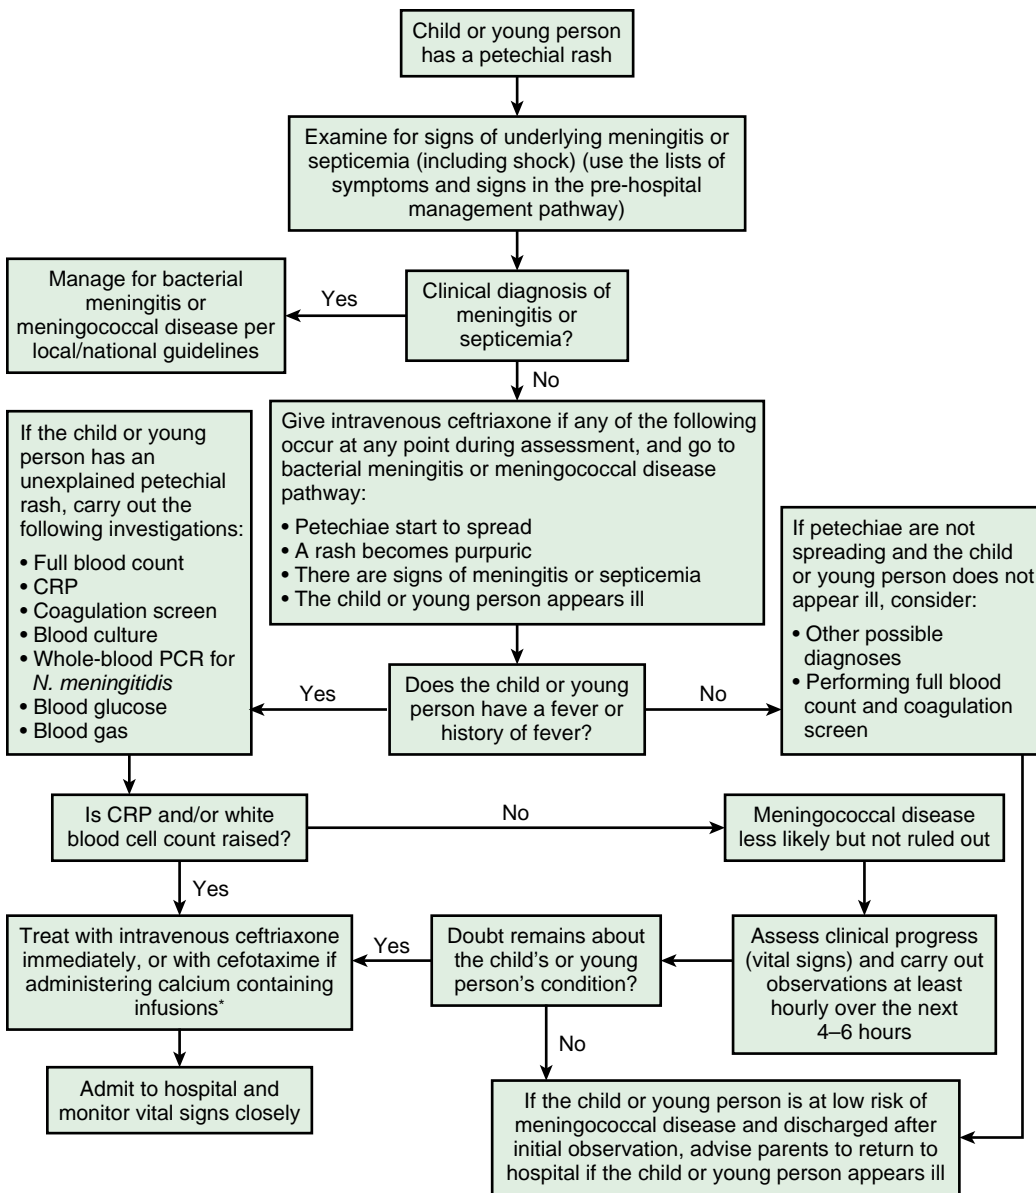 Child or young person
has a petechial rash
Examine for signs of underlying meningitis or
septicemia (including shock) (use the lists of
symptoms and signs in the pre-hospital
management pathway)
Clinical diagnosis of
meningitis or
septicemia?
Yes
Manage for bacterial
meningitis or
meningococcal disease per
local/national guidelines
No
Give intravenous ceftriaxone if any of the following
occur at any point during assessment, and go to
bacterial meningitis or meningococcal disease
pathway:
• Petechiae start to spread
• A rash becomes purpuric
• There are signs of meningitis or septicemia
• The child or young person appears ill
Does the child or young
person have a fever or
history of fever?
Yes
If the child or young
person has an
unexplained petechial
rash, carry out the
following investigations:
• Full blood count
• CRP
• Coagulation screen
• Blood culture
• Whole-blood PCR for
N. meningitidis
• Blood glucose
• Blood gas
No
If petechiae are not
spreading and the child
or young person does not
appear ill, consider:
• Other possible
diagnoses
• Performing full blood
count and coagulation
screen
Is CRP and/or white
blood cell count raised?
No
Meningococcal disease
less likely but not ruled out
Yes
Treat with intravenous ceftriaxone
immediately, or with cefotaxime if
administering calcium containing
infusions*
Yes
Doubt remains about
the child's or young
person's condition?
Assess clinical progress
(vital signs) and carry out
observations at least
hourly over the next
4–6 hours
No
Admit to hospital and
monitor vital signs closely
If the child or young person is at low risk of
meningococcal disease and discharged after
initial observation, advise parents to return to
hospital if the child or young person appears ill